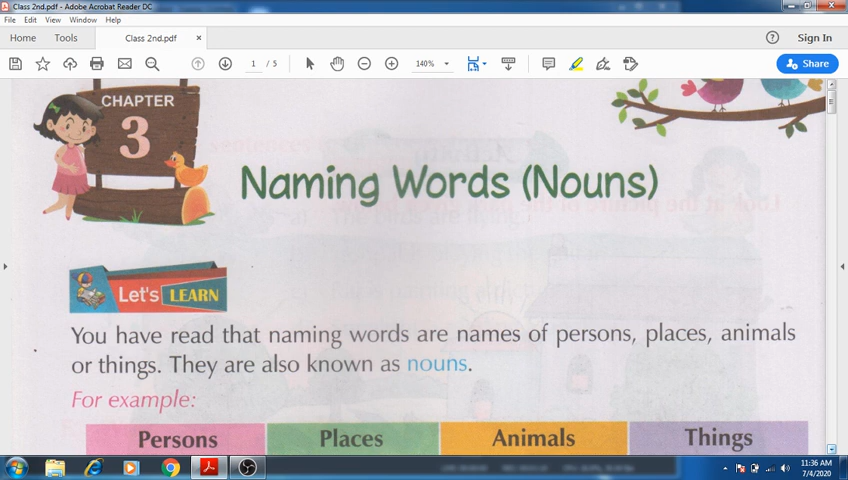 Class 2nd.pdf - Adobe Acrobat Reader DC
File Edit View Window Help
Home Tools Class 2nd.pdf × ? Sign In
1 / 5 140% Share
CHAPTER
3
Naming Words (Nouns)
Let's LEARN
You have read that naming words are names of persons, places, animals
or things. They are also known as nouns.
For example:
Persons Places Animals Things
11:36 AM
7/4/2020